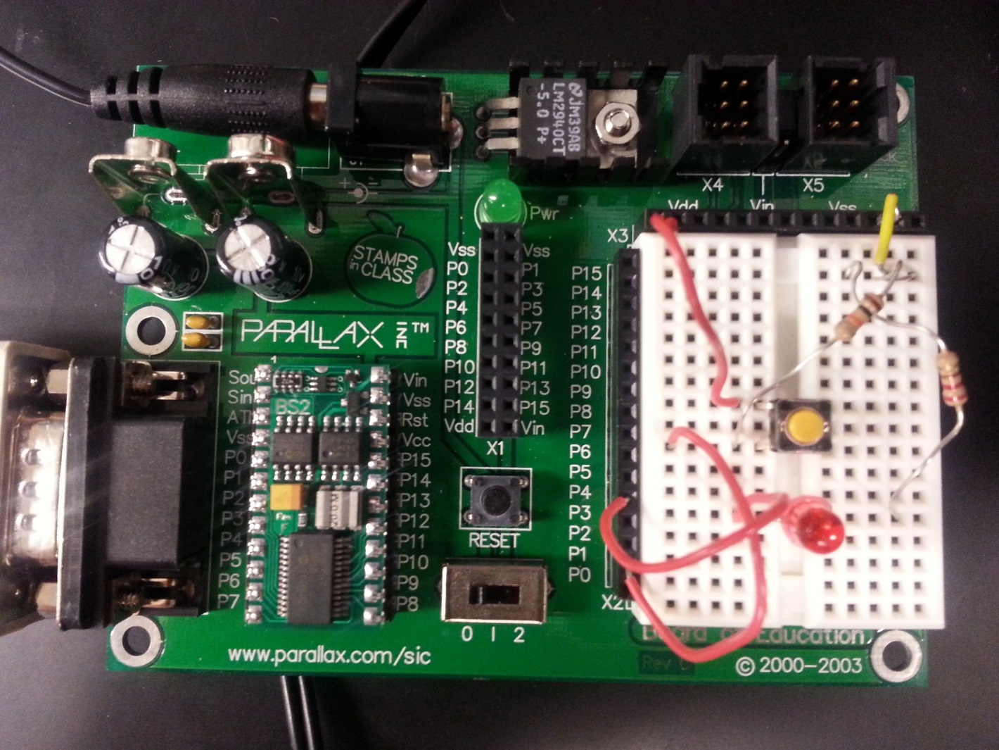 JM39AB
LM2940CT
-5.0 P+
X4
X5
Pwr
Vdd
Vin
Vss
X3
STAMPS
in
CLASS
PARALLAX INC ™
Vss
Vss
P0
P1
P2
P3
P4
P5
P6
P7
P8
P9
P10
P11
P12
P13
P14
P15
Vdd
Vin
X1
P15
P14
P13
P12
P11
P10
P9
P8
P7
P6
P5
P4
P3
P2
P1
P0
X2
1
Sou
Vin
Sin
Vss
AT
Rst
Vss
Vcc
P0
P15
P1
P14
P2
P13
P3
P12
P4
P11
P5
P10
P6
P9
P7
P8
BS2
RESET
0 1 2
www.parallax.com/sic
Board of Education
Rev C
© 2000-2003